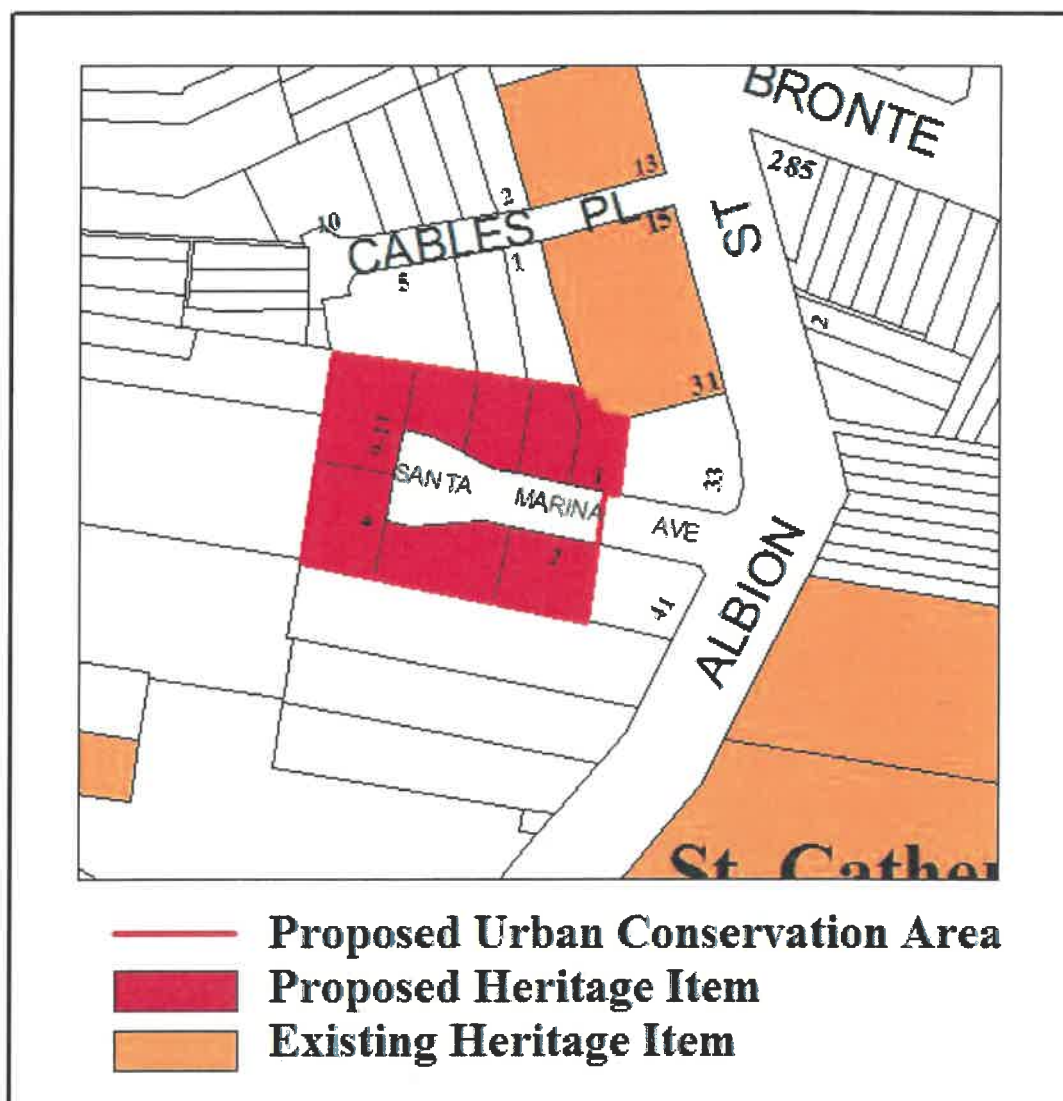 BRONTE
285
13
2
ST
15
10
CABLES PL
1
5
2
31
9-11
1
33
SANTA MARINA AVE
2
41
ALBION
St. Cather
Proposed Urban Conservation Area
Proposed Heritage Item
Existing Heritage Item